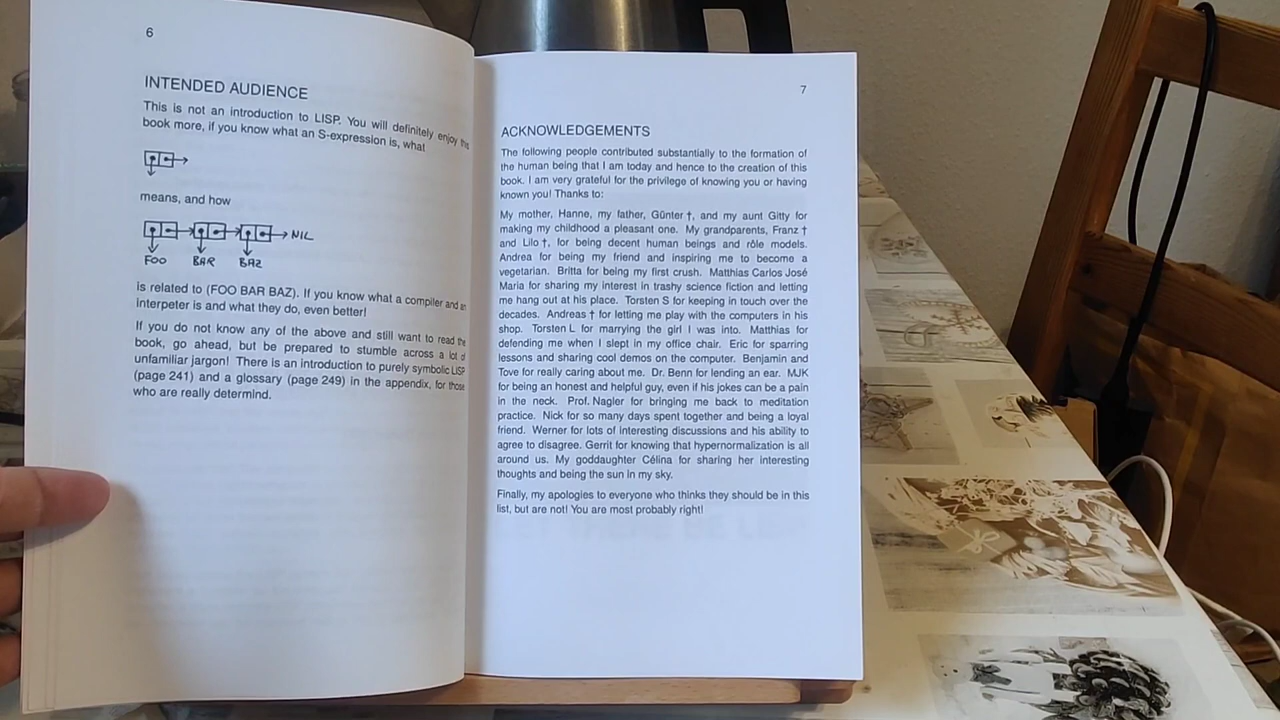 6
INTENDED AUDIENCE
This is not an introduction to LISP. You will definitely enjoy this
book more, if you know what an S-expression is, what
means, and how
NIL
FOO BAR BAZ
is related to (FOO BAR BAZ). If you know what a compiler and an
interpeter is and what they do, even better!
If you do not know any of the above and still want to read the
book, go ahead, but be prepared to stumble across a lot of
unfamiliar jargon! There is an introduction to purely symbolic LISP
(page 241) and a glossary (page 249) in the appendix, for those
who are really determind.
7
ACKNOWLEDGEMENTS
The following people contributed substantially to the formation of
the human being that I am today and hence to the creation of this
book. I am very grateful for the privilege of knowing you or having
known you! Thanks to:
My mother, Hanne, my father, Günter †, and my aunt Gitty for
making my childhood a pleasant one. My grandparents, Franz †
and Lilo †, for being decent human beings and rôle models.
Andrea for being my friend and inspiring me to become a
vegetarian. Britta for being my first crush. Matthias Carlos José
Maria for sharing my interest in trashy science fiction and letting
me hang out at his place. Torsten S for keeping in touch over the
decades. Andreas † for letting me play with the computers in his
shop. Torsten L for marrying the girl I was into. Matthias for
defending me when I slept in my office chair. Eric for sparring
lessons and sharing cool demos on the computer. Benjamin and
Tove for really caring about me. Dr. Benn for lending an ear. MJK
for being an honest and helpful guy, even if his jokes can be a pain
in the neck. Prof. Nagler for bringing me back to meditation
practice. Nick for so many days spent together and being a loyal
friend. Werner for lots of interesting discussions and his ability to
agree to disagree. Gerrit for knowing that hypernormalization is all
around us. My goddaughter Célina for sharing her interesting
thoughts and being the sun in my sky.
Finally, my apologies to everyone who thinks they should be in this
list, but are not! You are most probably right!